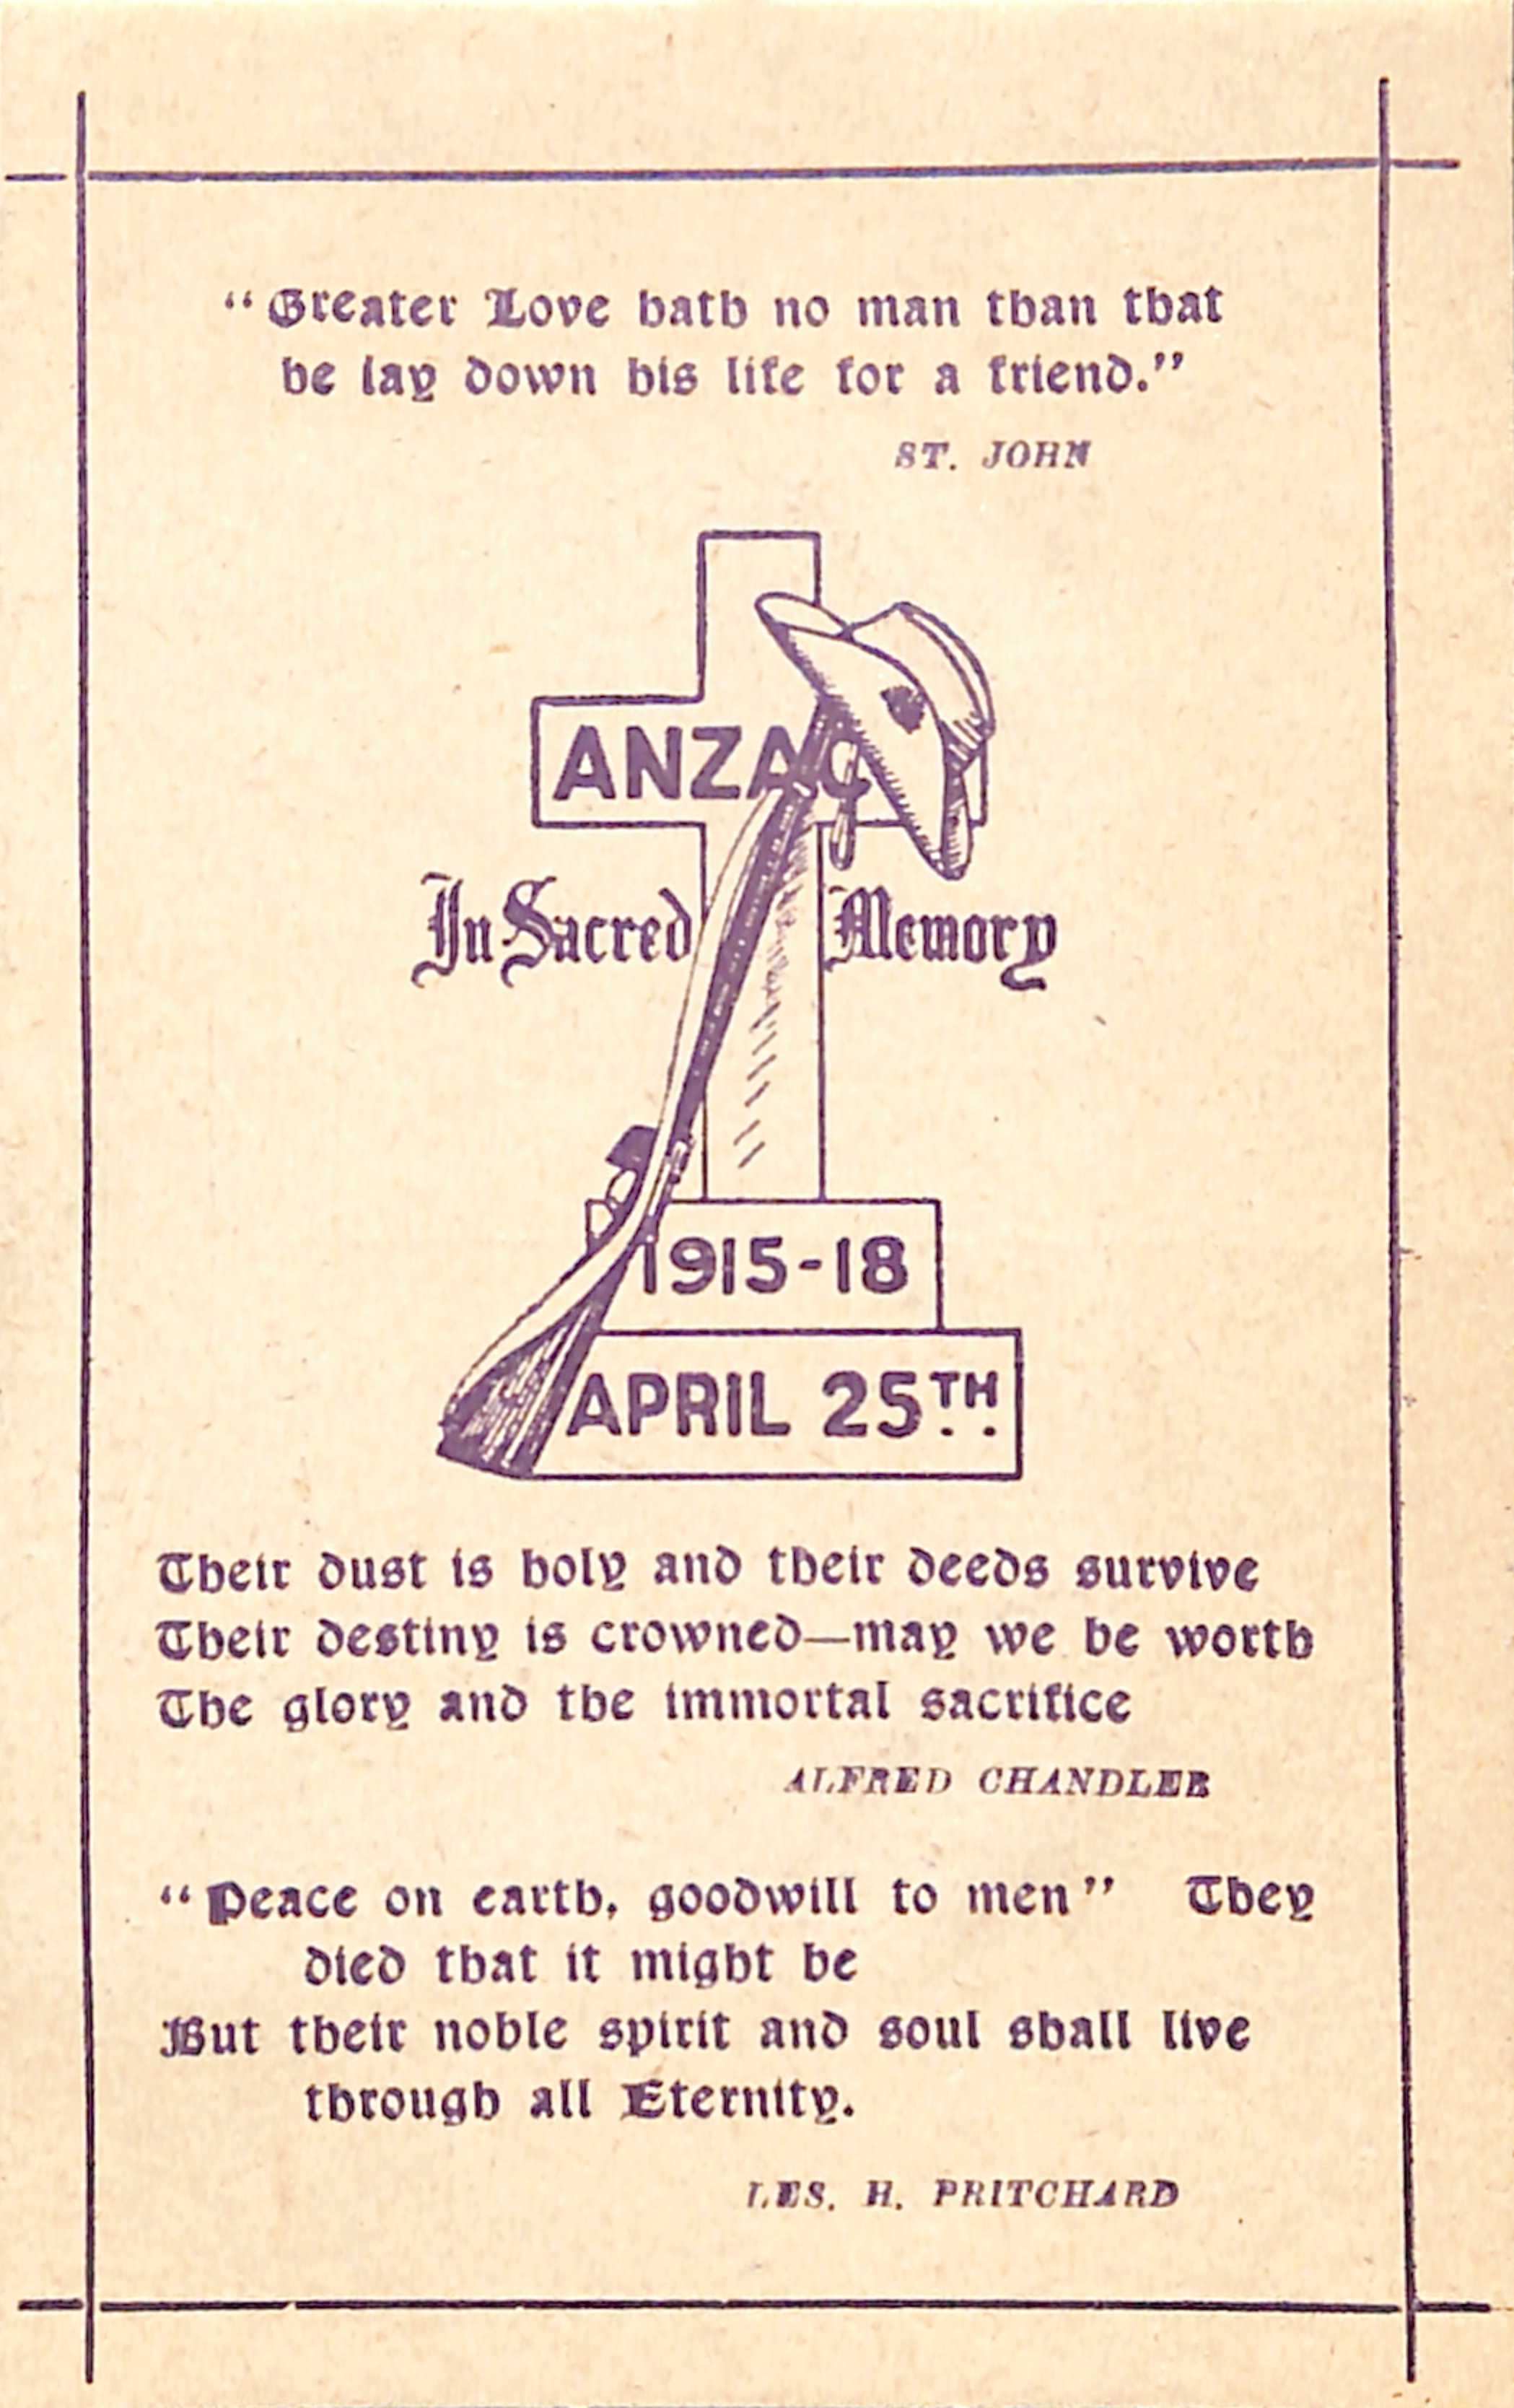 “Greater Love hath no man than that
he lay down his life for a friend.”
ST. JOHN
ANZAC
In Sacred Memory
1915-18
APRIL 25TH
Their dust is holy and their deeds survive
Their destiny is crowned—may we be worth
The glory and the immortal sacrifice
ALFRED CHANDLER
“Peace on earth, goodwill to men” They
died that it might be
But their noble spirit and soul shall live
through all Eternity.
LES. H. PRITCHARD